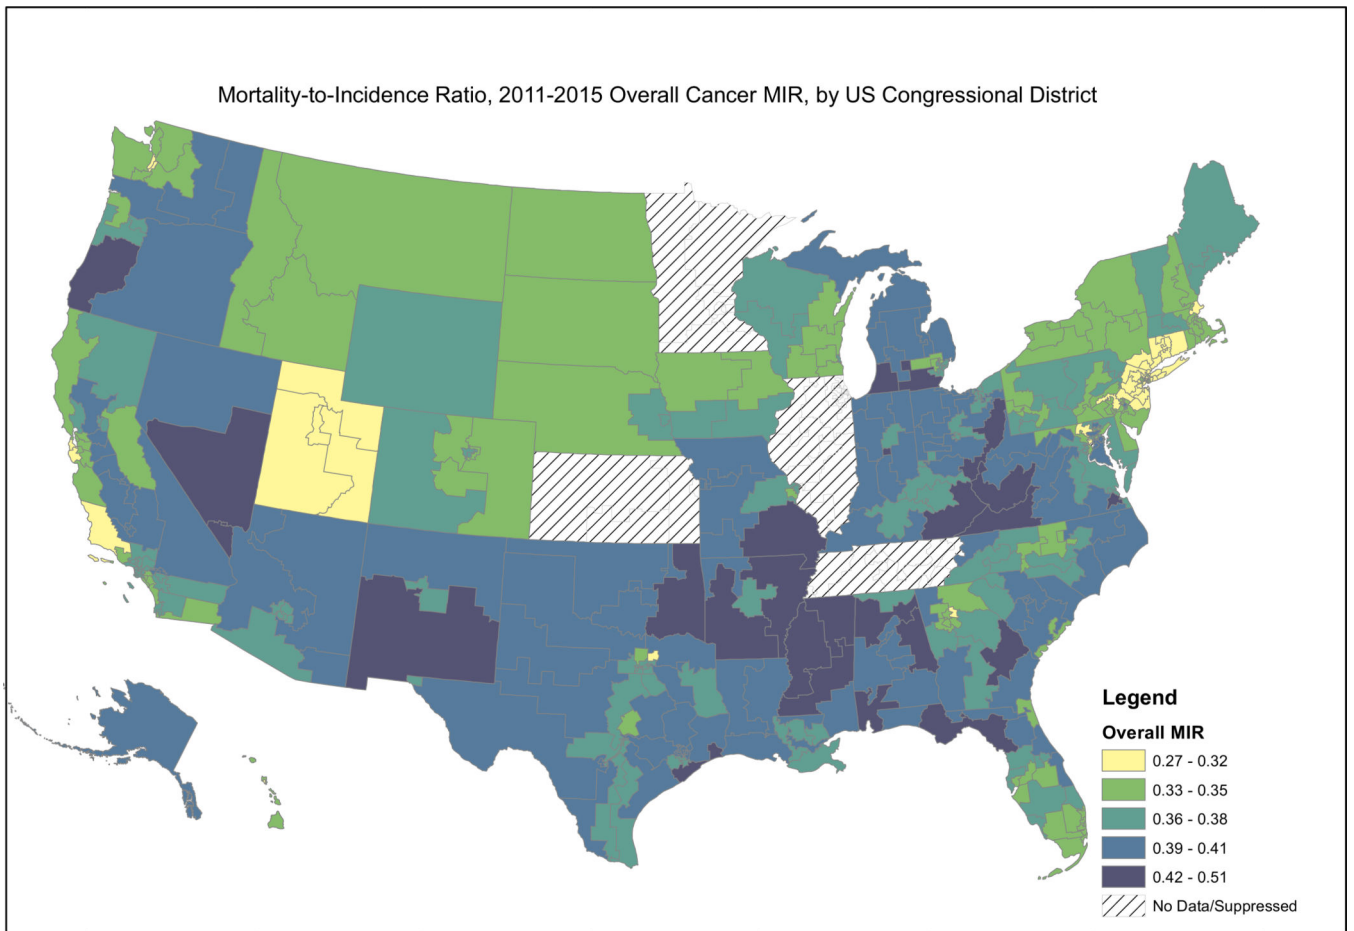 Mortality-to-Incidence Ratio, 2011-2015 Overall Cancer MIR, by US Congressional District
Legend
Overall MIR
0.27 - 0.32
0.33 - 0.35
0.36 - 0.38
0.39 - 0.41
0.42 - 0.51
No Data/Suppressed